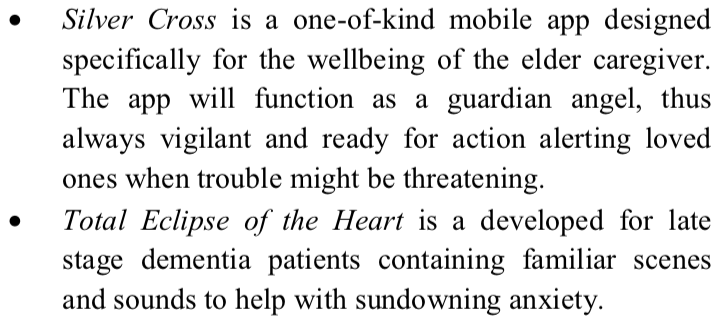 • Silver Cross is a one-of-kind mobile app designed
specifically for the wellbeing of the elder caregiver.
The app will function as a guardian angel, thus
always vigilant and ready for action alerting loved
ones when trouble might be threatening.
• Total Eclipse of the Heart is a developed for late
stage dementia patients containing familiar scenes
and sounds to help with sundowning anxiety.